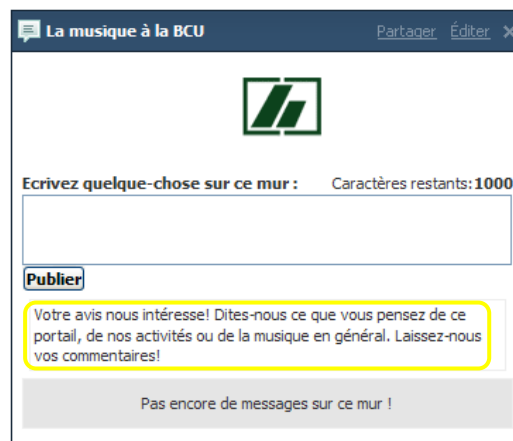 La musique à la BCU Partager Éditer
Ecrivez quelque-chose sur ce mur : Caractères restants:1000
Publier
Votre avis nous intéresse! Dites-nous ce que vous pensez de ce
portail, de nos activités ou de la musique en général. Laissez-nous
vos commentaires!
Pas encore de messages sur ce mur !